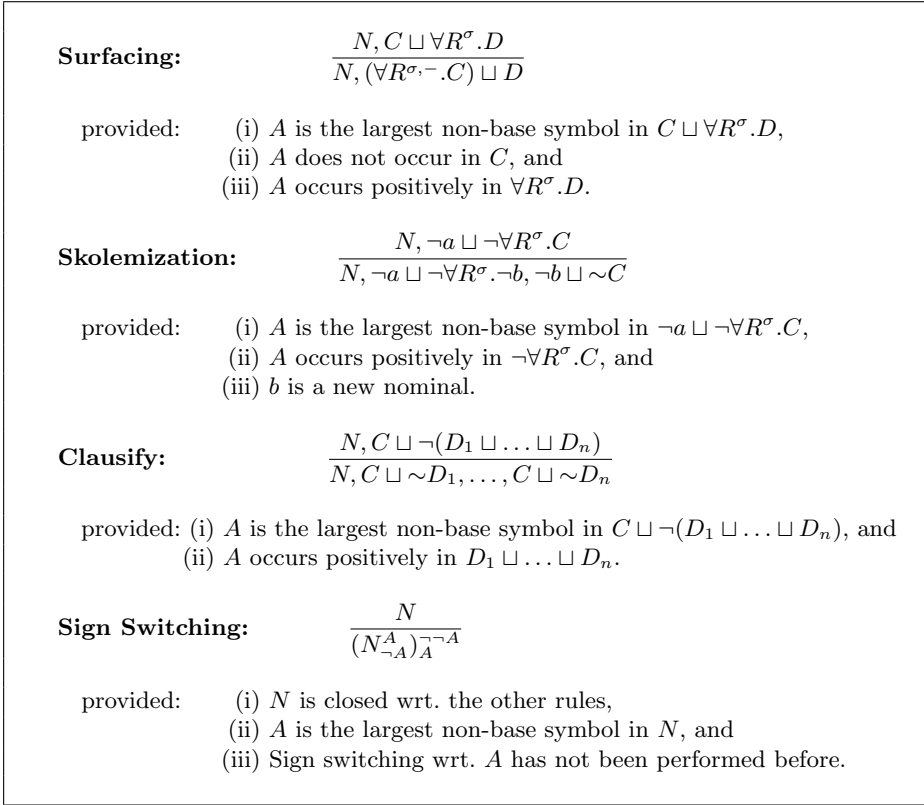 Surfacing: N, C ⊔ ∀R^σ.D
N, (∀R^{σ,−}.C) ⊔ D
provided: (i) A is the largest non-base symbol in C ⊔ ∀R^σ.D,
(ii) A does not occur in C, and
(iii) A occurs positively in ∀R^σ.D.
Skolemization: N, ¬a ⊔ ¬∀R^σ.C
N, ¬a ⊔ ¬∀R^σ.¬b, ¬b ⊔ ∼C
provided: (i) A is the largest non-base symbol in ¬a ⊔ ¬∀R^σ.C,
(ii) A occurs positively in ¬∀R^σ.C, and
(iii) b is a new nominal.
Clausify: N, C ⊔ ¬(D_1 ⊔ … ⊔ D_n)
N, C ⊔ ∼D_1, …, C ⊔ ∼D_n
provided: (i) A is the largest non-base symbol in C ⊔ ¬(D_1 ⊔ … ⊔ D_n), and
(ii) A occurs positively in D_1 ⊔ … ⊔ D_n.
Sign Switching: N
(N^A_{¬A})^{¬¬A}_A
provided: (i) N is closed wrt. the other rules,
(ii) A is the largest non-base symbol in N, and
(iii) Sign switching wrt. A has not been performed before.